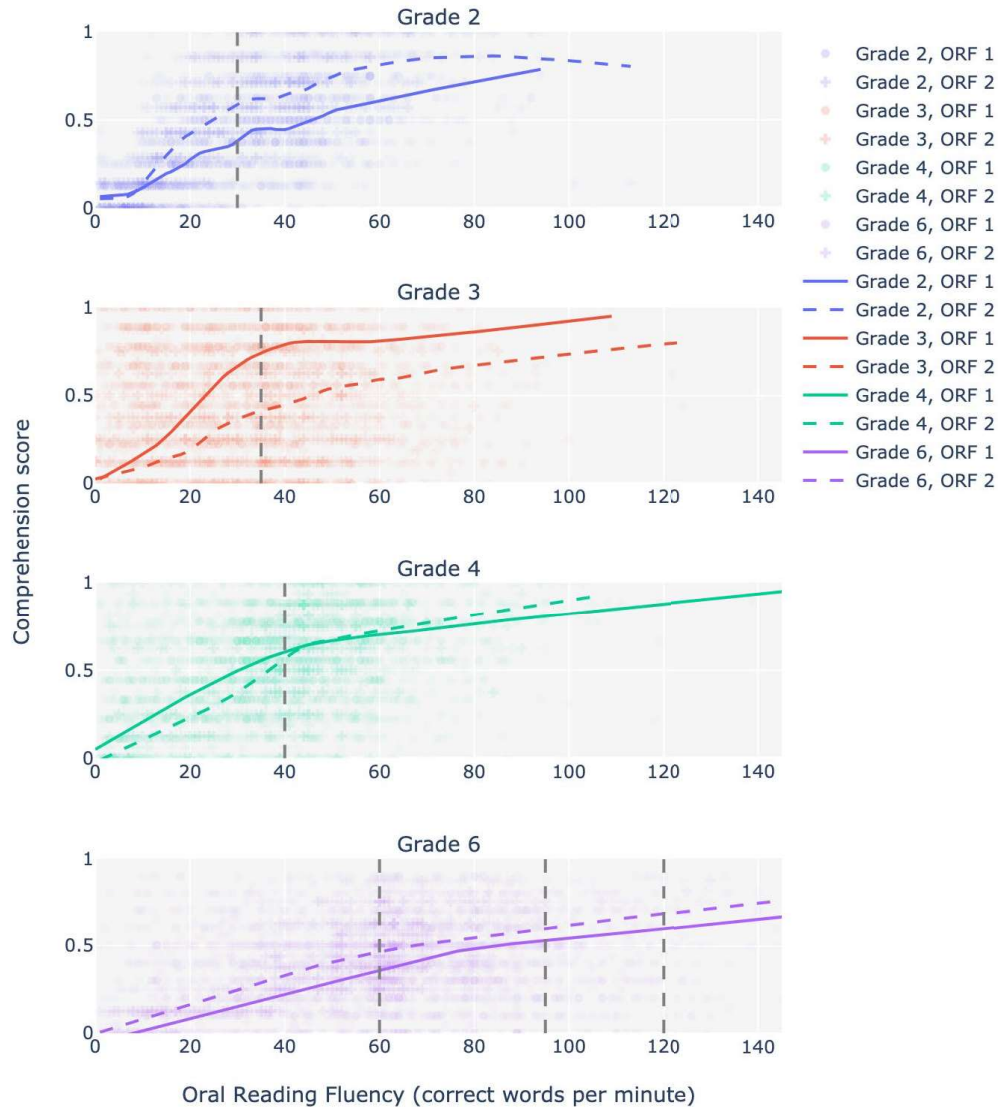 Grade 2
1
0.5
0
0 20 40 60 80 100 120 140
Grade 3
1
0.5
0
0 20 40 60 80 100 120 140
Grade 4
1
0.5
0
0 20 40 60 80 100 120 140
Grade 6
1
0.5
0
0 20 40 60 80 100 120 140
Comprehension score
Oral Reading Fluency (correct words per minute)
Grade 2, ORF 1
Grade 2, ORF 2
Grade 3, ORF 1
Grade 3, ORF 2
Grade 4, ORF 1
Grade 4, ORF 2
Grade 6, ORF 1
Grade 6, ORF 2
Grade 2, ORF 1
Grade 2, ORF 2
Grade 3, ORF 1
Grade 3, ORF 2
Grade 4, ORF 1
Grade 4, ORF 2
Grade 6, ORF 1
Grade 6, ORF 2